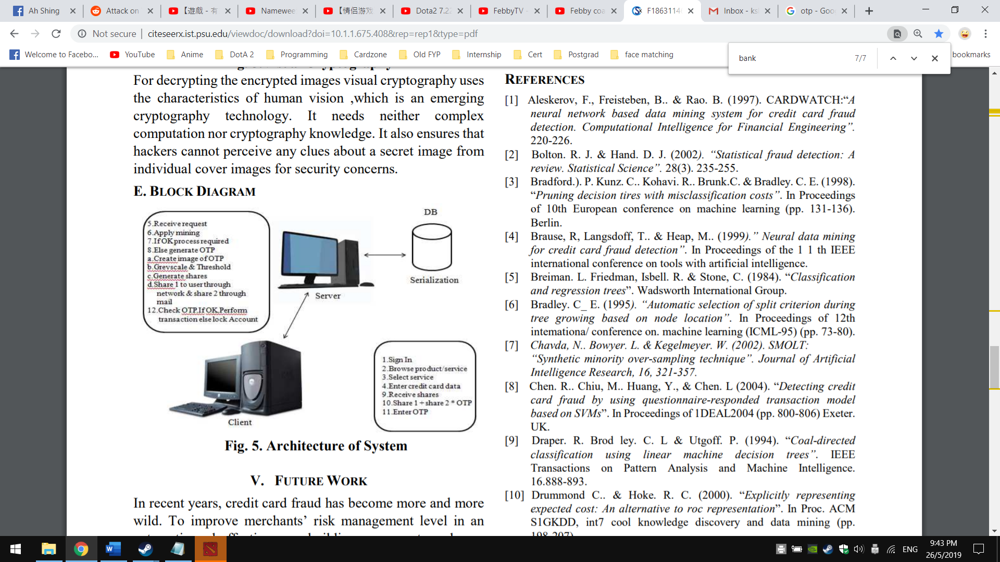 Ah Shing
Attack on
【遊戲 - 有
Namewee
【情侣游戏
Dota2 7.22
FebbyTV -
Febby coa
F1863114
Inbox - ks
otp - Goo
Not secure | citeseerx.ist.psu.edu/viewdoc/download?doi=10.1.1.675.408&rep=rep1&type=pdf
Welcome to Facebo...
YouTube
Anime
DotA 2
Programming
Cardzone
Old FYP
Internship
Cert
Postgrad
face matching
bookmarks
bank 7/7
For decrypting the encrypted images visual cryptography uses
the characteristics of human vision ,which is an emerging
cryptography technology. It needs neither complex
computation nor cryptography knowledge. It also ensures that
hackers cannot perceive any clues about a secret image from
individual cover images for security concerns.
E. BLOCK DIAGRAM
5.Receive request
6.Apply mining
7.If OK process required
8.Else generate OTP
a.Create image of OTP
b.Greyscale & Threshold
c.Generate shares
d.Share 1 to user through
network & share 2 through
mail
12.Check OTP.If OK Perform
transaction else lock Account
Server
DB
Serialization
Client
1.Sign In
2.Browse product/service
3.Select service
4.Enter credit card data
9.Receive shares
10.Share 1 + share 2 * OTP
11.Enter OTP
Fig. 5. Architecture of System
V. FUTURE WORK
In recent years, credit card fraud has become more and more
wild. To improve merchants’ risk management level in an
REFERENCES
[1] Aleskerov, F., Freisteben, B.. & Rao. B. (1997). CARDWATCH:“A
neural network based data mining system for credit card fraud
detection. Computational Intelligence for Financial Engineering”.
220-226.
[2] Bolton. R. J. & Hand. D. J. (2002). “Statistical fraud detection: A
review. Statistical Science”. 28(3). 235-255.
[3] Bradford.). P. Kunz. C.. Kohavi. R.. Brunk.C. & Bradley. C. E. (1998).
“Pruning decision tires with misclassification costs”. In Proceedings
of 10th European conference on machine learning (pp. 131-136).
Berlin.
[4] Brause, R, Langsdoff, T.. & Heap, M.. (1999).” Neural data mining
for credit card fraud detection”. In Proceedings of the 1 1 th IEEE
international conference on tools with artificial intelligence.
[5] Breiman. L. Friedman, Isbell. R. & Stone, C. (1984). “Classification
and regression trees”. Wadsworth International Group.
[6] Bradley. C_ E. (1995). “Automatic selection of split criterion during
tree growing based on node location”. In Proceedings of 12th
intemationa/ conference on. machine learning (ICML-95) (pp. 73-80).
[7] Chavda, N.. Bowyer. L. & Kegelmeyer. W. (2002). SMOLT:
“Synthetic minority over-sampling technique”. Journal of Artificial
Intelligence Research, 16, 321-357.
[8] Chen. R.. Chiu, M.. Huang, Y., & Chen. L (2004). “Detecting credit
card fraud by using questionnaire-responded transaction model
based on SVMs”. In Proceedings of 1DEAL2004 (pp. 800-806) Exeter.
UK.
[9] Draper. R. Brod ley. C. L & Utgoff. P. (1994). “Coal-directed
classification using linear machine decision trees”. IEEE
Transactions on Pattern Analysis and Machine Intelligence.
16.888-893.
[10] Drummond C.. & Hoke. R. C. (2000). “Explicitly representing
expected cost: An alternative to roc representation”. In Proc. ACM
S1GKDD, int7 cool knowledge discovery and data mining (pp.
198-207)
ENG
9:43 PM
26/5/2019